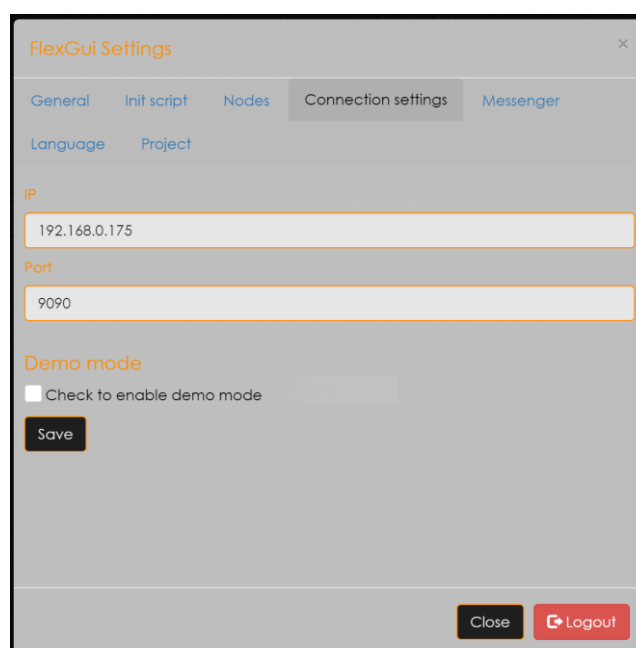 FlexGui Settings ×
General Init script Nodes Connection settings Messenger
Language Project
IP
192.168.0.175
Port
9090
Demo mode
Check to enable demo mode
Save
Close Logout